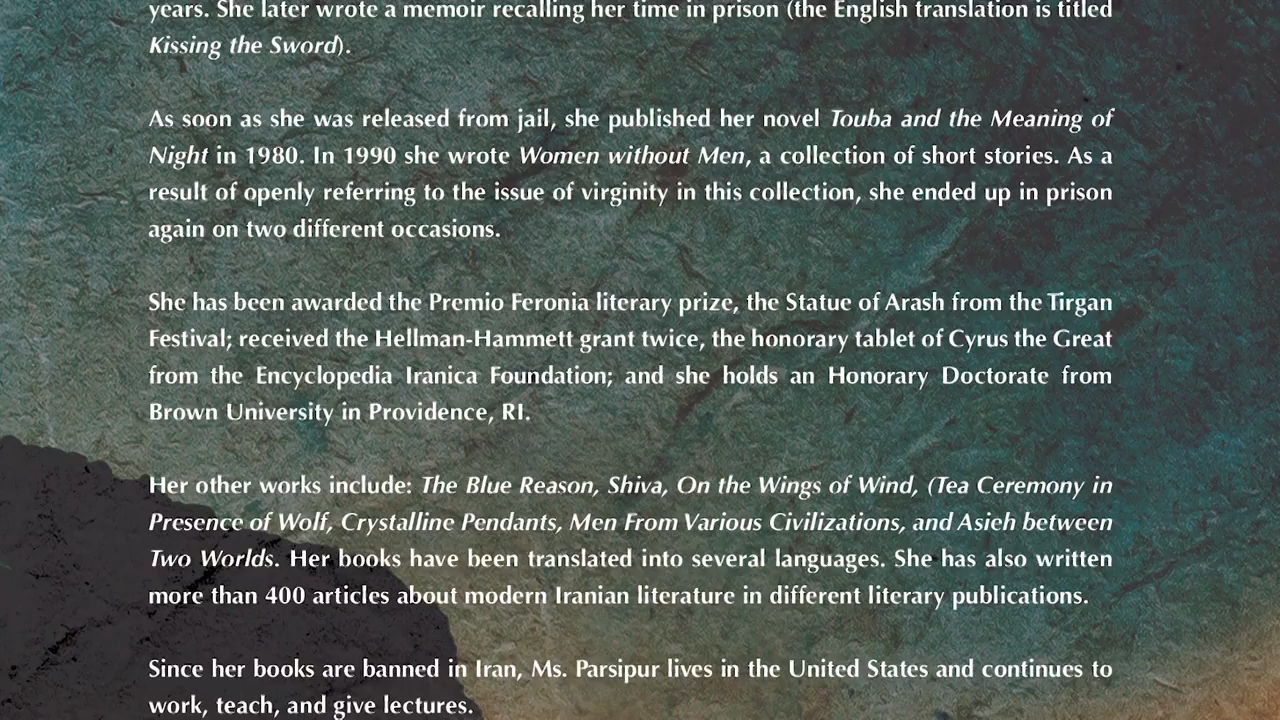 years. She later wrote a memoir recalling her time in prison (the English translation is titled
Kissing the Sword).
As soon as she was released from jail, she published her novel Touba and the Meaning of
Night in 1980. In 1990 she wrote Women without Men, a collection of short stories. As a
result of openly referring to the issue of virginity in this collection, she ended up in prison
again on two different occasions.
She has been awarded the Premio Feronia literary prize, the Statue of Arash from the Tirgan
Festival; received the Hellman-Hammett grant twice, the honorary tablet of Cyrus the Great
from the Encyclopedia Iranica Foundation; and she holds an Honorary Doctorate from
Brown University in Providence, RI.
Her other works include: The Blue Reason, Shiva, On the Wings of Wind, (Tea Ceremony in
Presence of Wolf, Crystalline Pendants, Men From Various Civilizations, and Asieh between
Two Worlds. Her books have been translated into several languages. She has also written
more than 400 articles about modern Iranian literature in different literary publications.
Since her books are banned in Iran, Ms. Parsipur lives in the United States and continues to
work, teach, and give lectures.